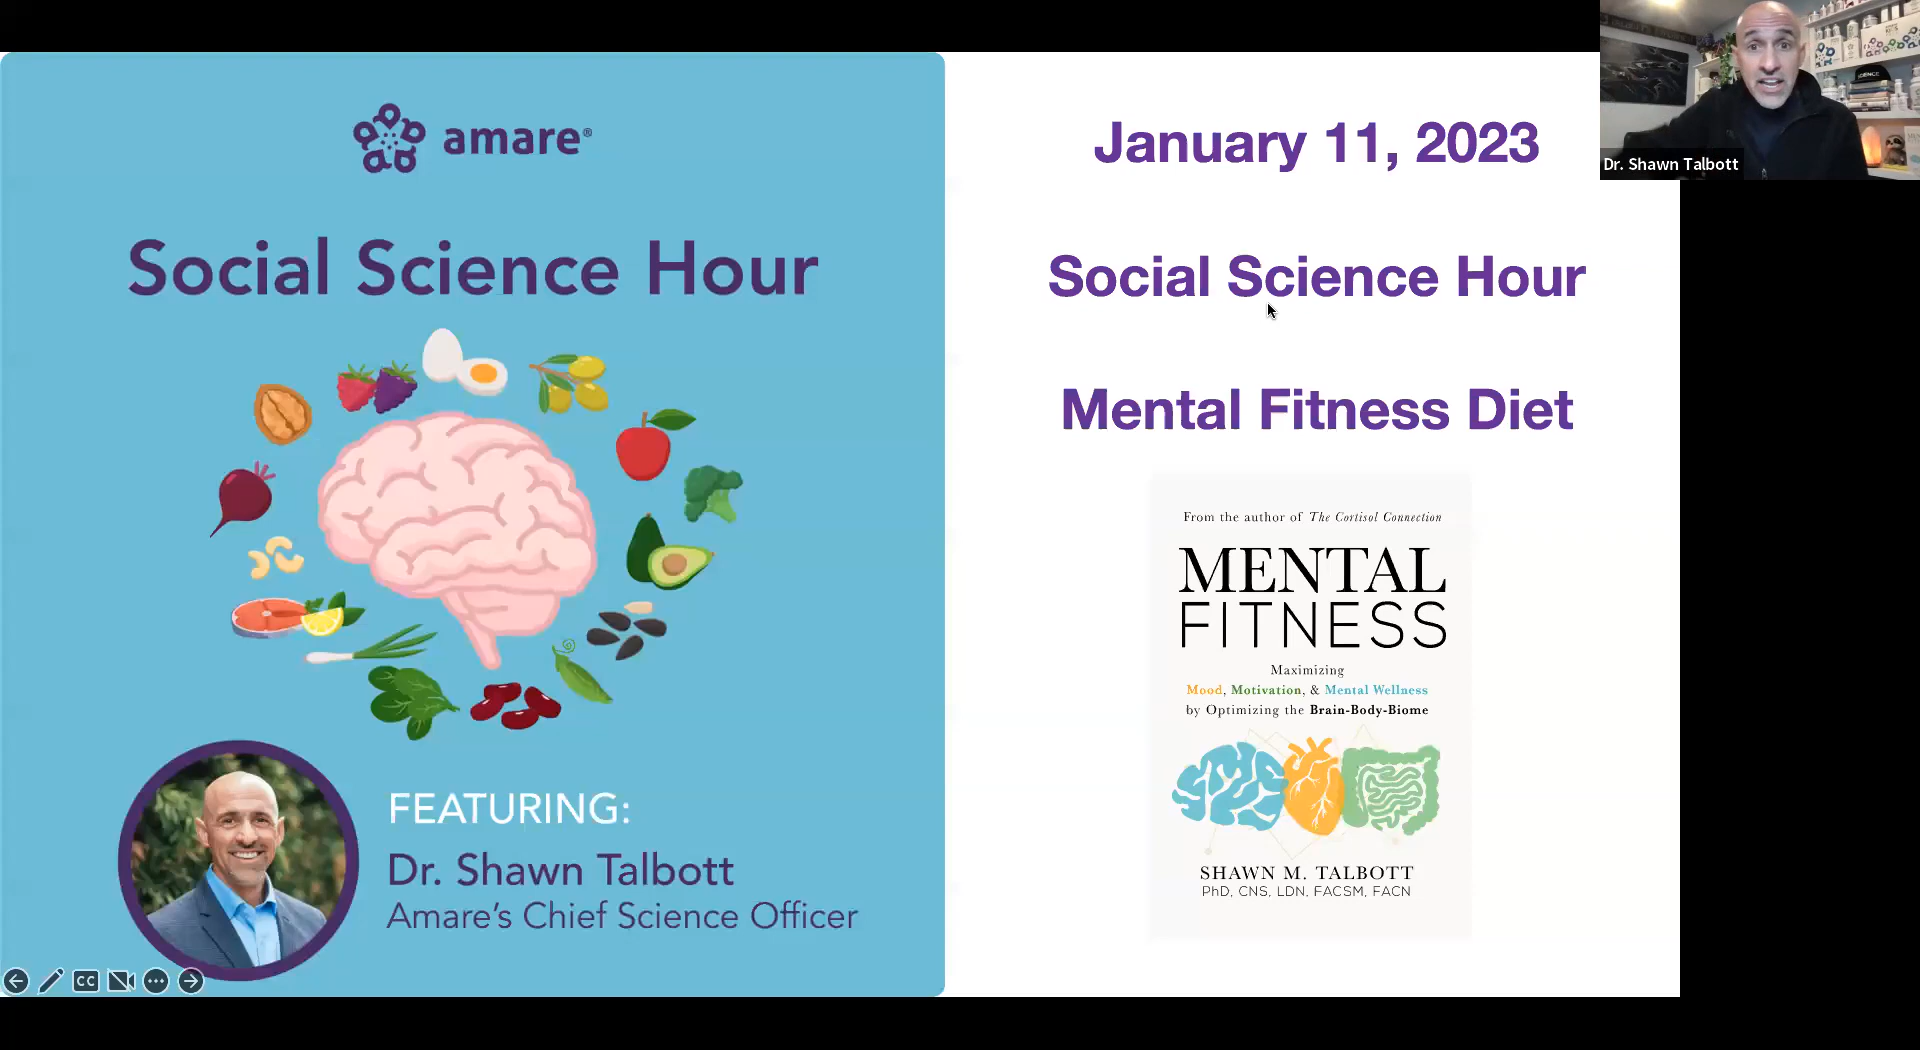 amare®
Social Science Hour
FEATURING:
Dr. Shawn Talbott
Amare's Chief Science Officer
CC
January 11, 2023
Social Science Hour
Mental Fitness Diet
From the author of The Cortisol Connection
MENTAL
FITNESS
Maximizing
Mood, Motivation, & Mental Wellness
by Optimizing the Brain-Body-Biome
SHAWN M. TALBOTT
PhD, CNS, LDN, FACSM, FACN
SCIENCE
Dr. Shawn Talbott